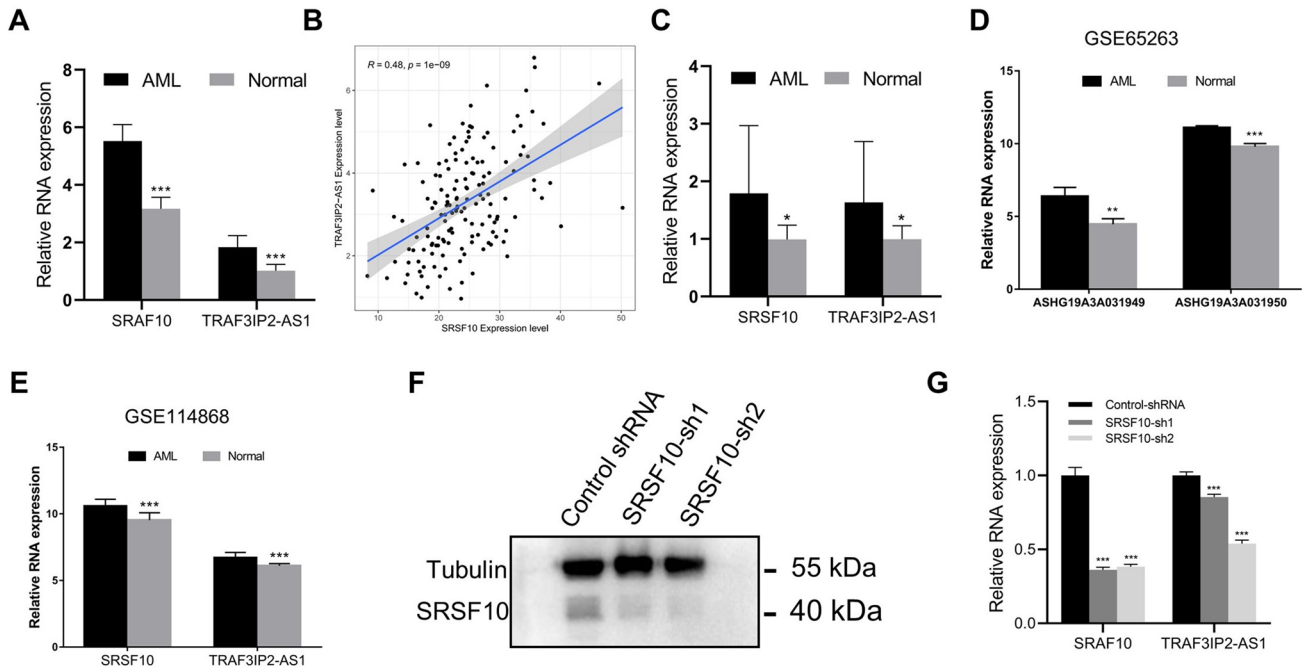 A
Relative RNA expression
8
6
4
2
0
AML Normal
***
***
SRAF10 TRAF3IP2-AS1
B
R = 0.48, p = 1e−09
TRAF3IP2−AS1 Expression level
6
4
2
10 20 30 40 50
SRSF10 Expression level
C
Relative RNA expression
4
3
2
1
0
AML Normal
*
*
SRSF10 TRAF3IP2-AS1
D
GSE65263
Relative RNA expression
15
10
5
0
AML Normal
**
***
ASHG19A3A031949 ASHG19A3A031950
E
GSE114868
Relative RNA expression
15
10
5
0
AML Normal
***
***
SRSF10 TRAF3IP2-AS1
F
Control shRNA
SRSF10-sh1
SRSF10-sh2
Tubulin – 55 kDa
SRSF10 – 40 kDa
G
Relative RNA expression
1.5
1.0
0.5
0.0
Control-shRNA
SRSF10-sh1
SRSF10-sh2
*** ***
***
***
SRAF10 TRAF3IP2-AS1